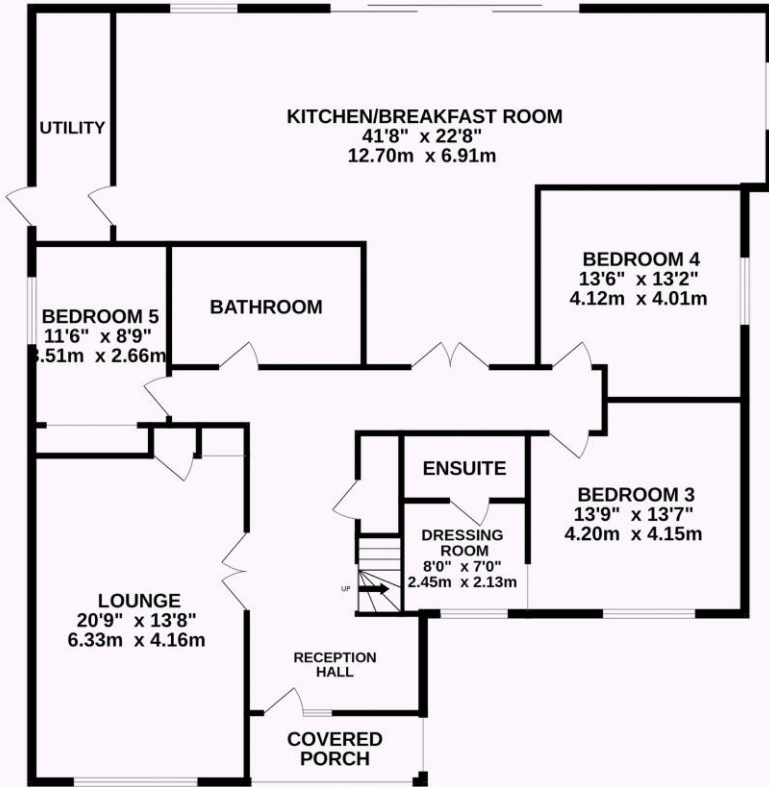 UTILITY
KITCHEN/BREAKFAST ROOM
41'8" x 22'8"
12.70m x 6.91m
BEDROOM 4
13'6" x 13'2"
4.12m x 4.01m
BATHROOM
BEDROOM 5
11'6" x 8'9"
3.51m x 2.66m
ENSUITE
BEDROOM 3
13'9" x 13'7"
4.20m x 4.15m
DRESSING
ROOM
8'0" x 7'0"
2.45m x 2.13m
UP
LOUNGE
20'9" x 13'8"
6.33m x 4.16m
RECEPTION
HALL
COVERED
PORCH